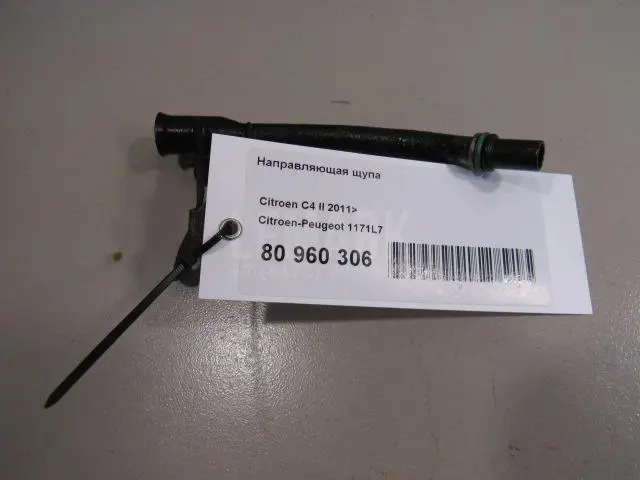 Направляющая щупа
Citroen C4 II 2011>
Citroen-Peugeot 1171L7
80 960 306